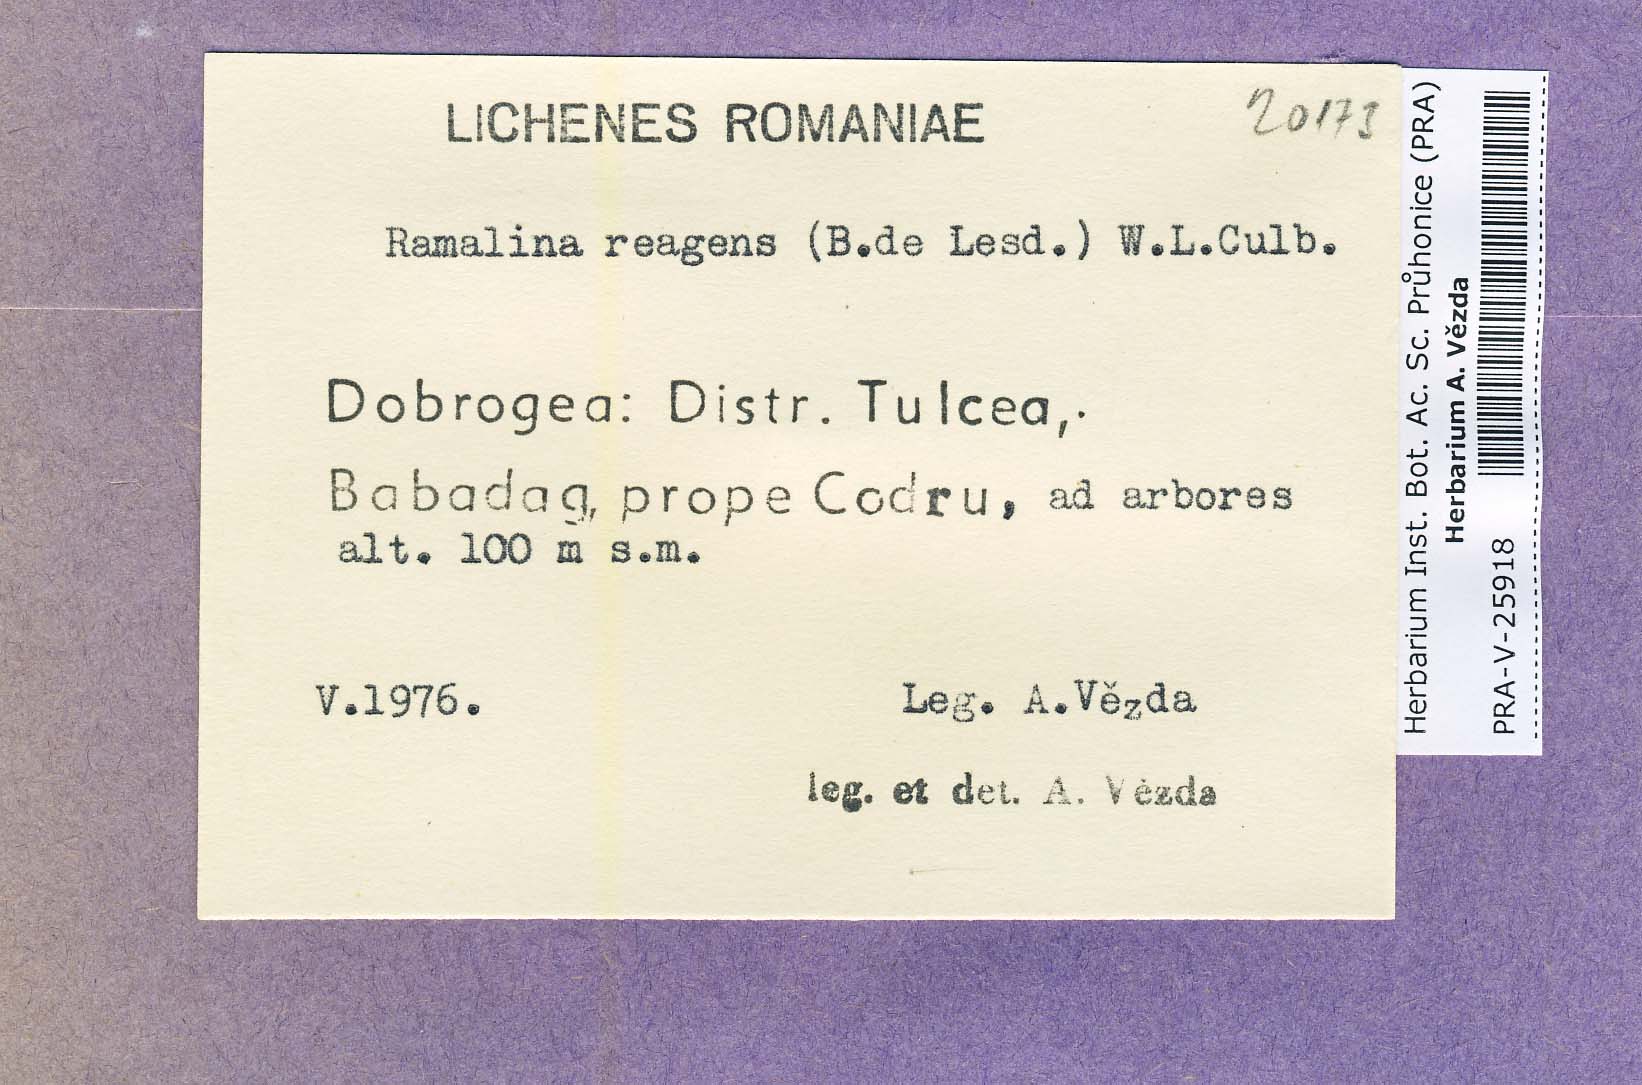 LICHENES ROMANIAE
20173
Ramalina reagens (B.de Lesd.) W.L.Culb.
Dobrogea: Distr. Tulcea,.
Babadag, prope Codru, ad arbores
alt. 100 m s.m.
V.1976.
Leg. A.Vězda
leg. et det. A. Vězda
Herbarium Inst. Bot. Ac. Sc. Průhonice (PRA)
Herbarium A. Vězda
PRA-V-25918